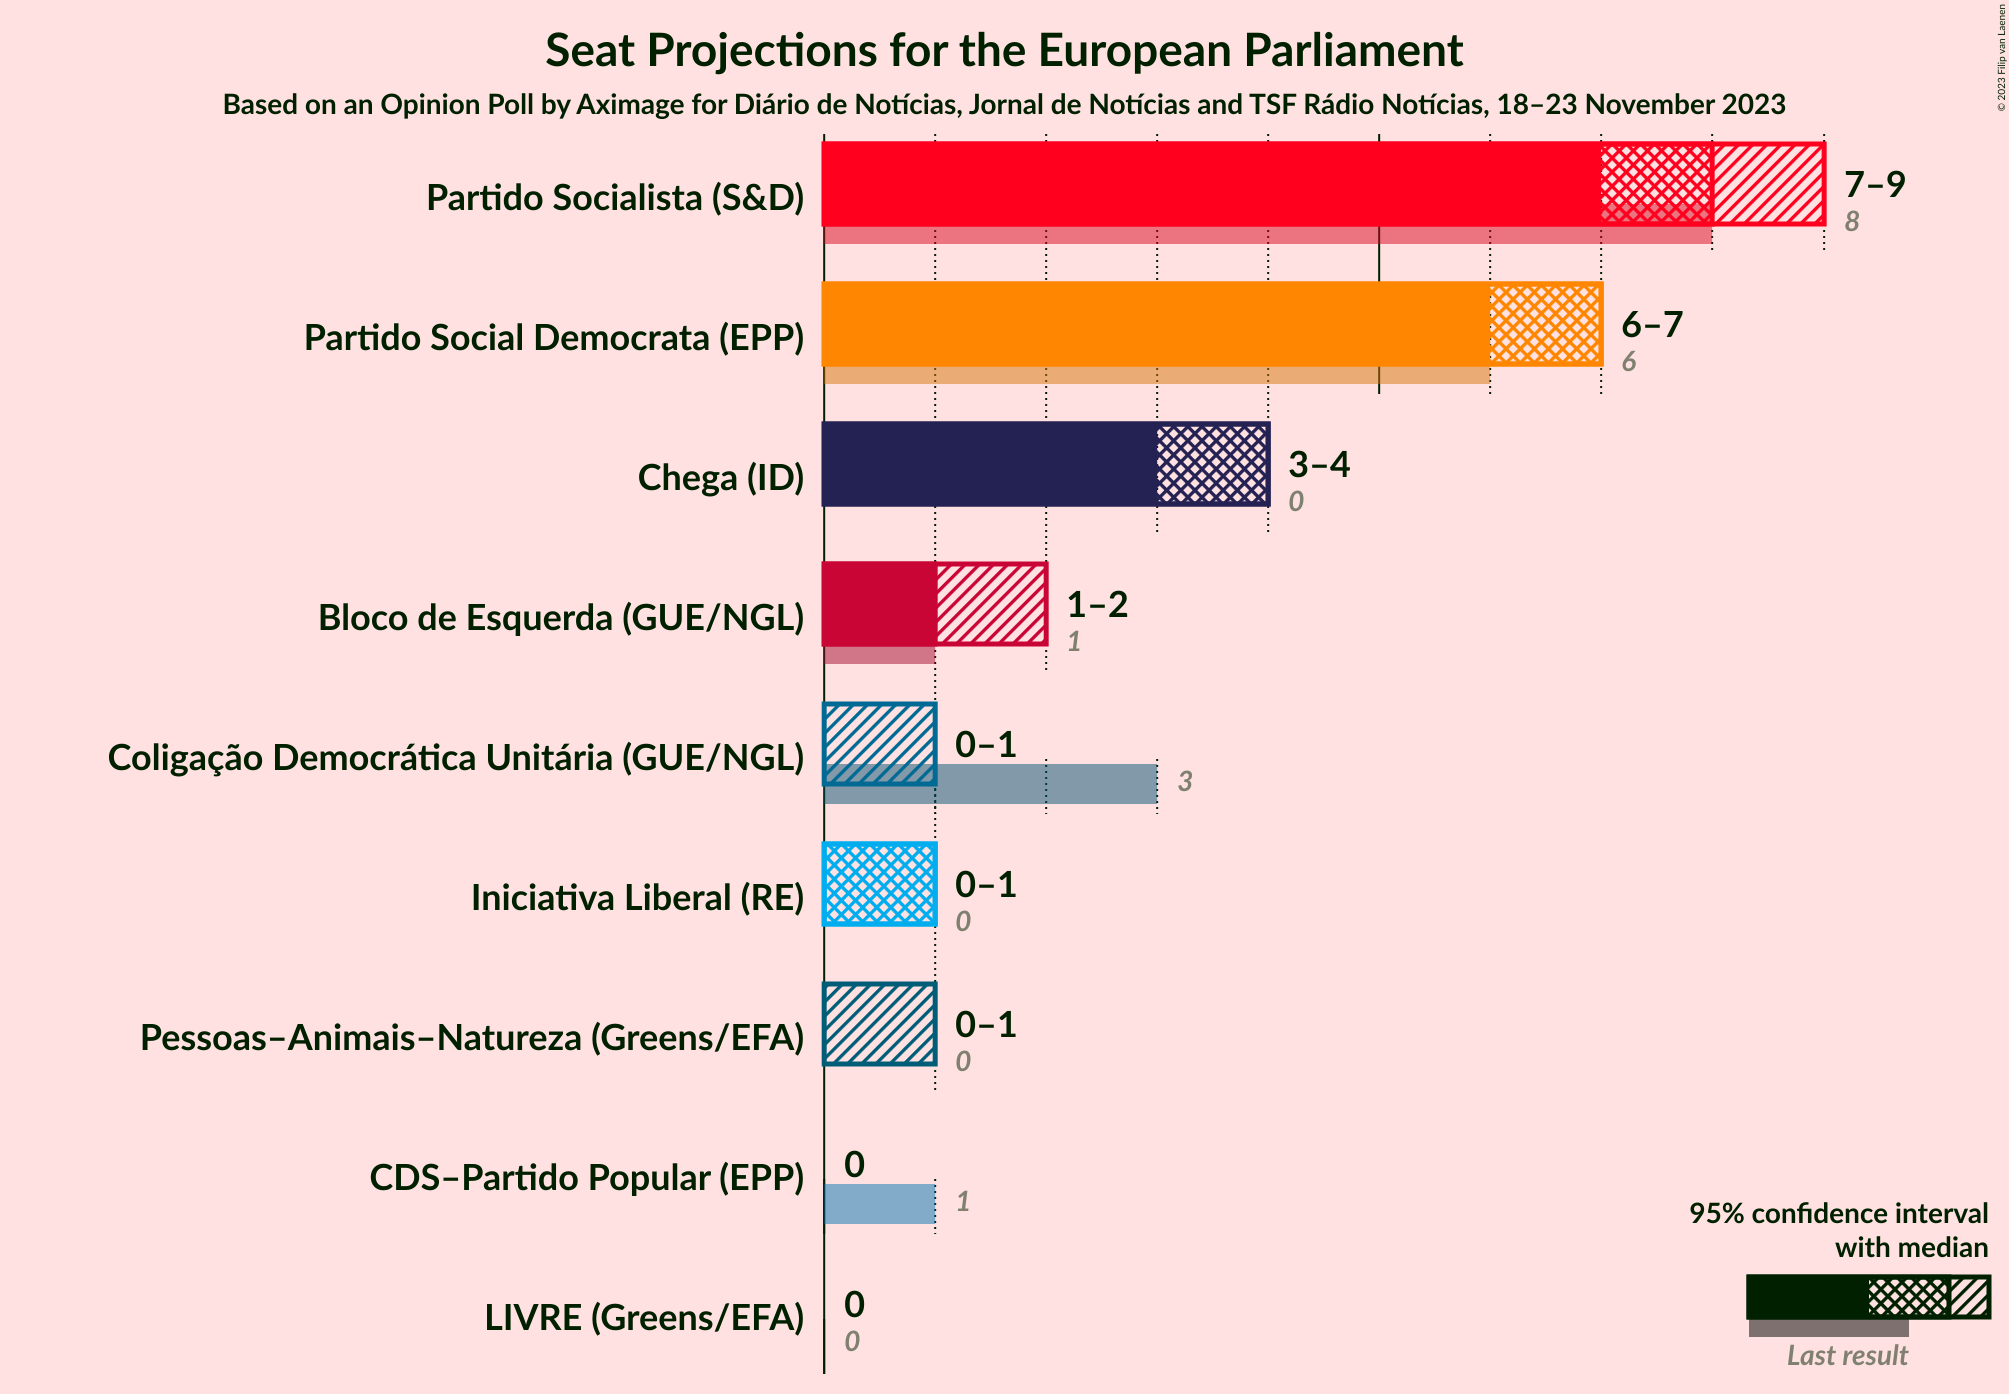 Seat Projections for the European Parliament
Based on an Opinion Poll by Aximage for Diário de Notícias, Jornal de Notícias and TSF Rádio Notícias, 18–23 November 2023
© 2023 Filip van Laenen
Partido Socialista (S&D)
7–9
8
Partido Social Democrata (EPP)
6–7
6
Chega (ID)
3–4
0
Bloco de Esquerda (GUE/NGL)
1–2
1
Coligação Democrática Unitária (GUE/NGL)
0–1
3
Iniciativa Liberal (RE)
0–1
0
Pessoas–Animais–Natureza (Greens/EFA)
0–1
0
CDS–Partido Popular (EPP)
0
1
LIVRE (Greens/EFA)
0
0
95% confidence interval
with median
Last result